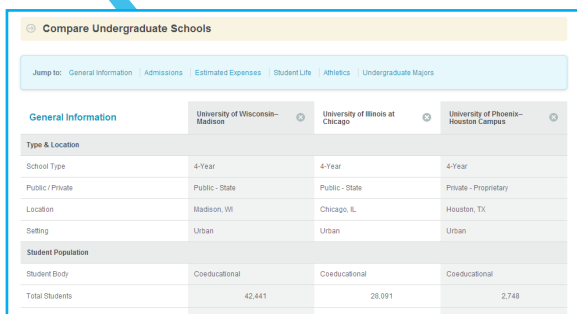 Compare Undergraduate Schools
Jump to: General Information | Admissions | Estimated Expenses | Student Life | Athletics | Undergraduate Majors
General Information
University of Wisconsin–
Madison
University of Illinois at
Chicago
University of Phoenix–
Houston Campus
Type & Location
School Type 4-Year 4-Year 4-Year
Public / Private Public - State Public - State Private - Proprietary
Location Madison, WI Chicago, IL Houston, TX
Setting Urban Urban Urban
Student Population
Student Body Coeducational Coeducational Coeducational
Total Students 42,441 28,091 2,748